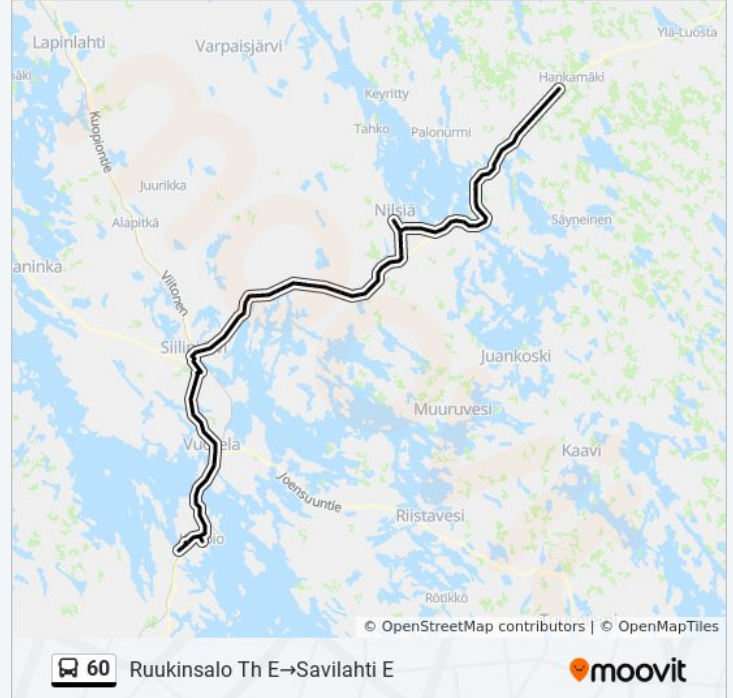 Lapinlahti
Varpaisjärvi
Ylä-Luosta
Hankamäki
Keyritty
Kuopiontie
Tahko
Palonurmi
Juurikka
Nilsiä
Säyneinen
Alapitkä
aninka
Viitonen
Juankoski
Muuruvesi
Kaavi
Joensuuntie
Riistavesi
Rötikkö
© OpenStreetMap contributors | © OpenMapTiles
60 Ruukinsalo Th E→Savilahti E
moovit